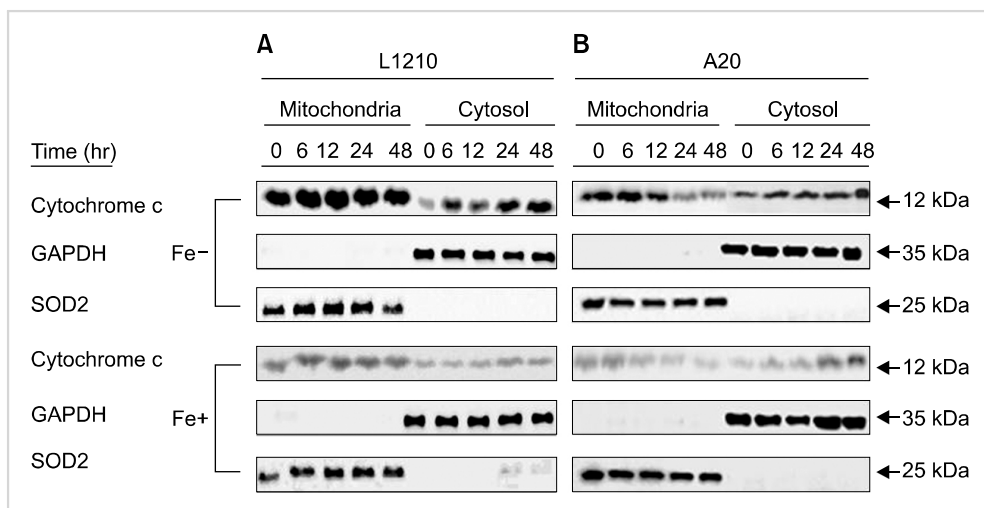 A B
L1210 A20
Mitochondria Cytosol Mitochondria Cytosol
Time (hr) 0 6 12 24 48 0 6 12 24 48 0 6 12 24 48 0 6 12 24 48
Cytochrome c 12 kDa
GAPDH Fe− 35 kDa
SOD2 25 kDa
Cytochrome c 12 kDa
GAPDH Fe+ 35 kDa
SOD2 25 kDa